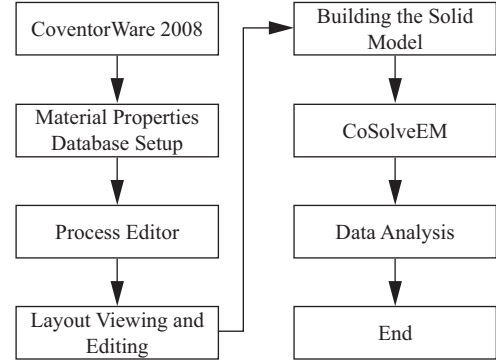 CoventorWare 2008
Material Properties
Database Setup
Process Editor
Layout Viewing and
Editing
Building the Solid
Model
CoSolveEM
Data Analysis
End